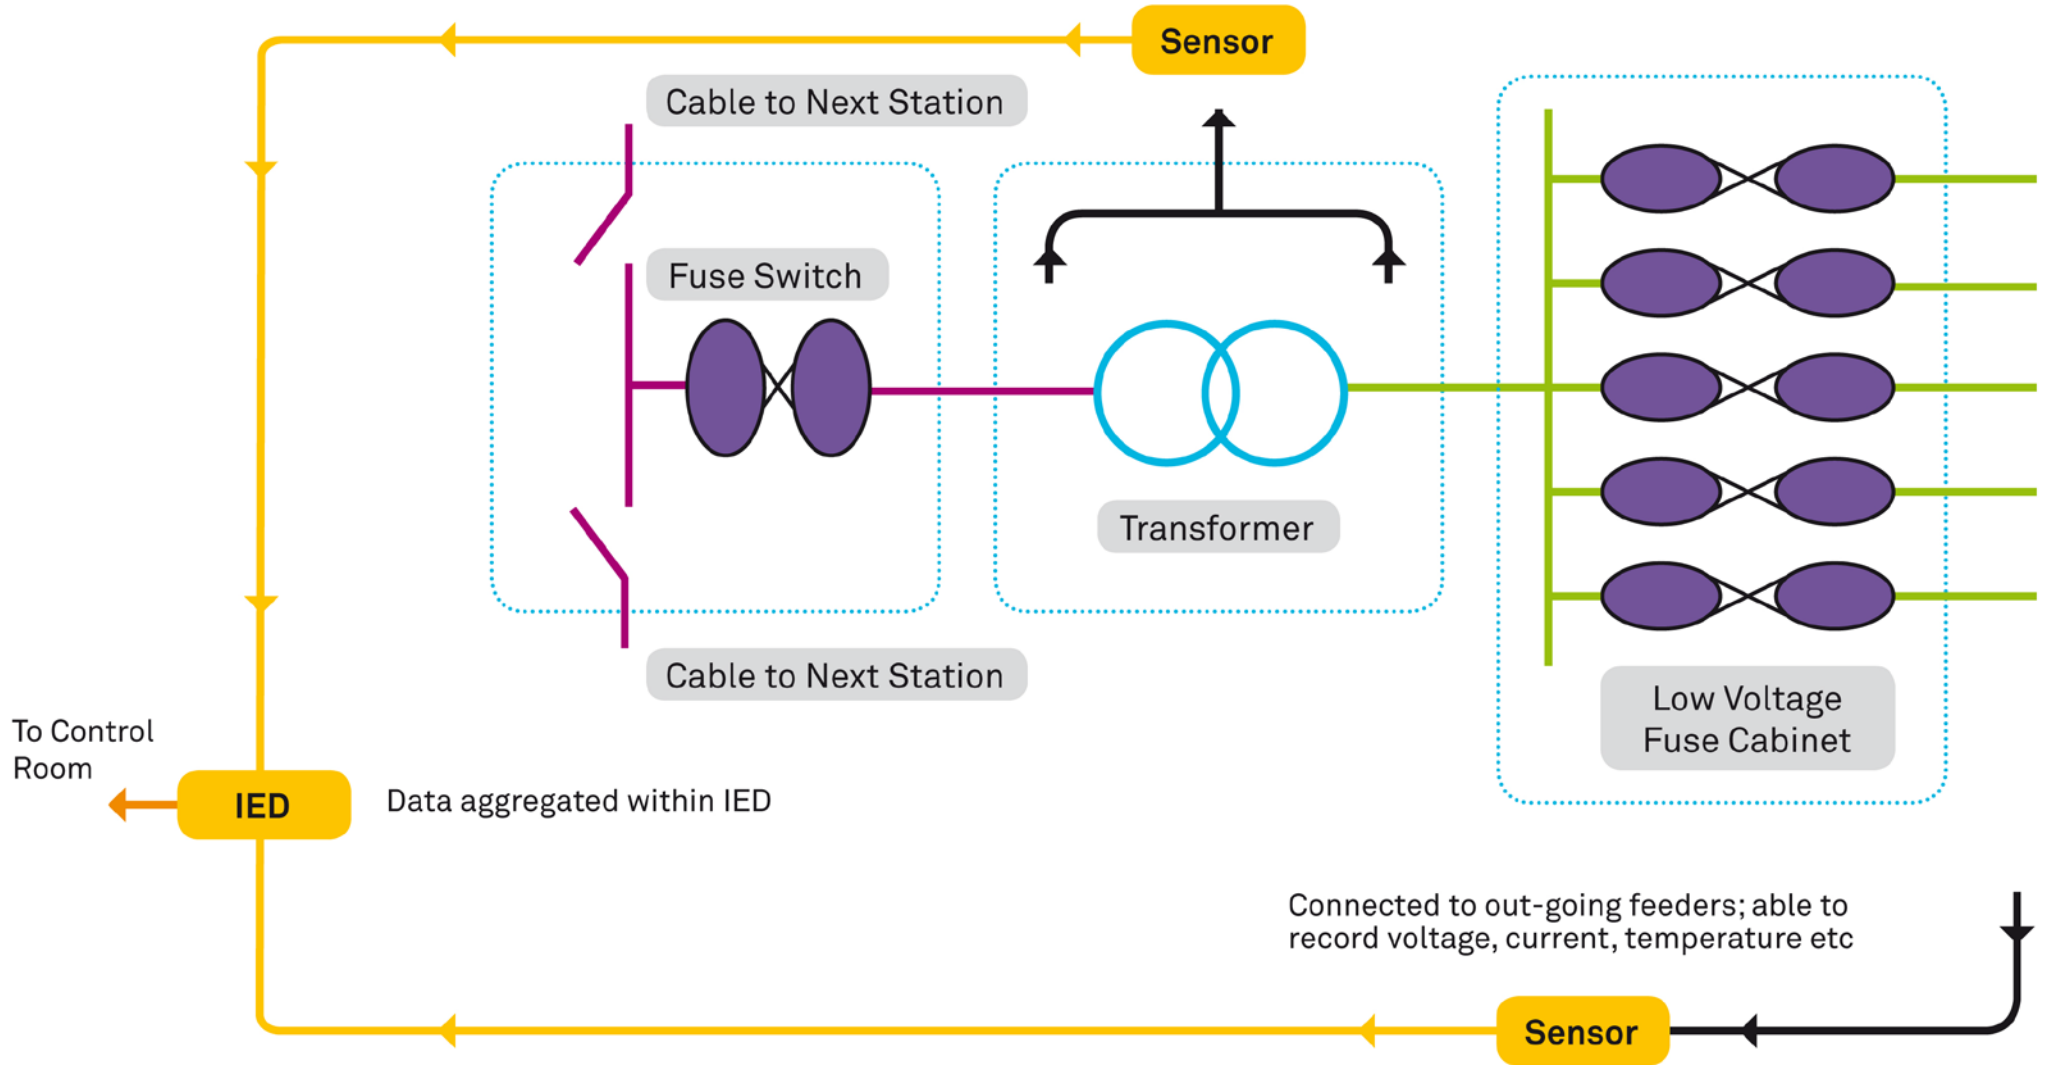 Sensor
Cable to Next Station
Fuse Switch
Transformer
Cable to Next Station
Low Voltage
Fuse Cabinet
To Control
Room
IED
Data aggregated within IED
Connected to out-going feeders; able to
record voltage, current, temperature etc
Sensor